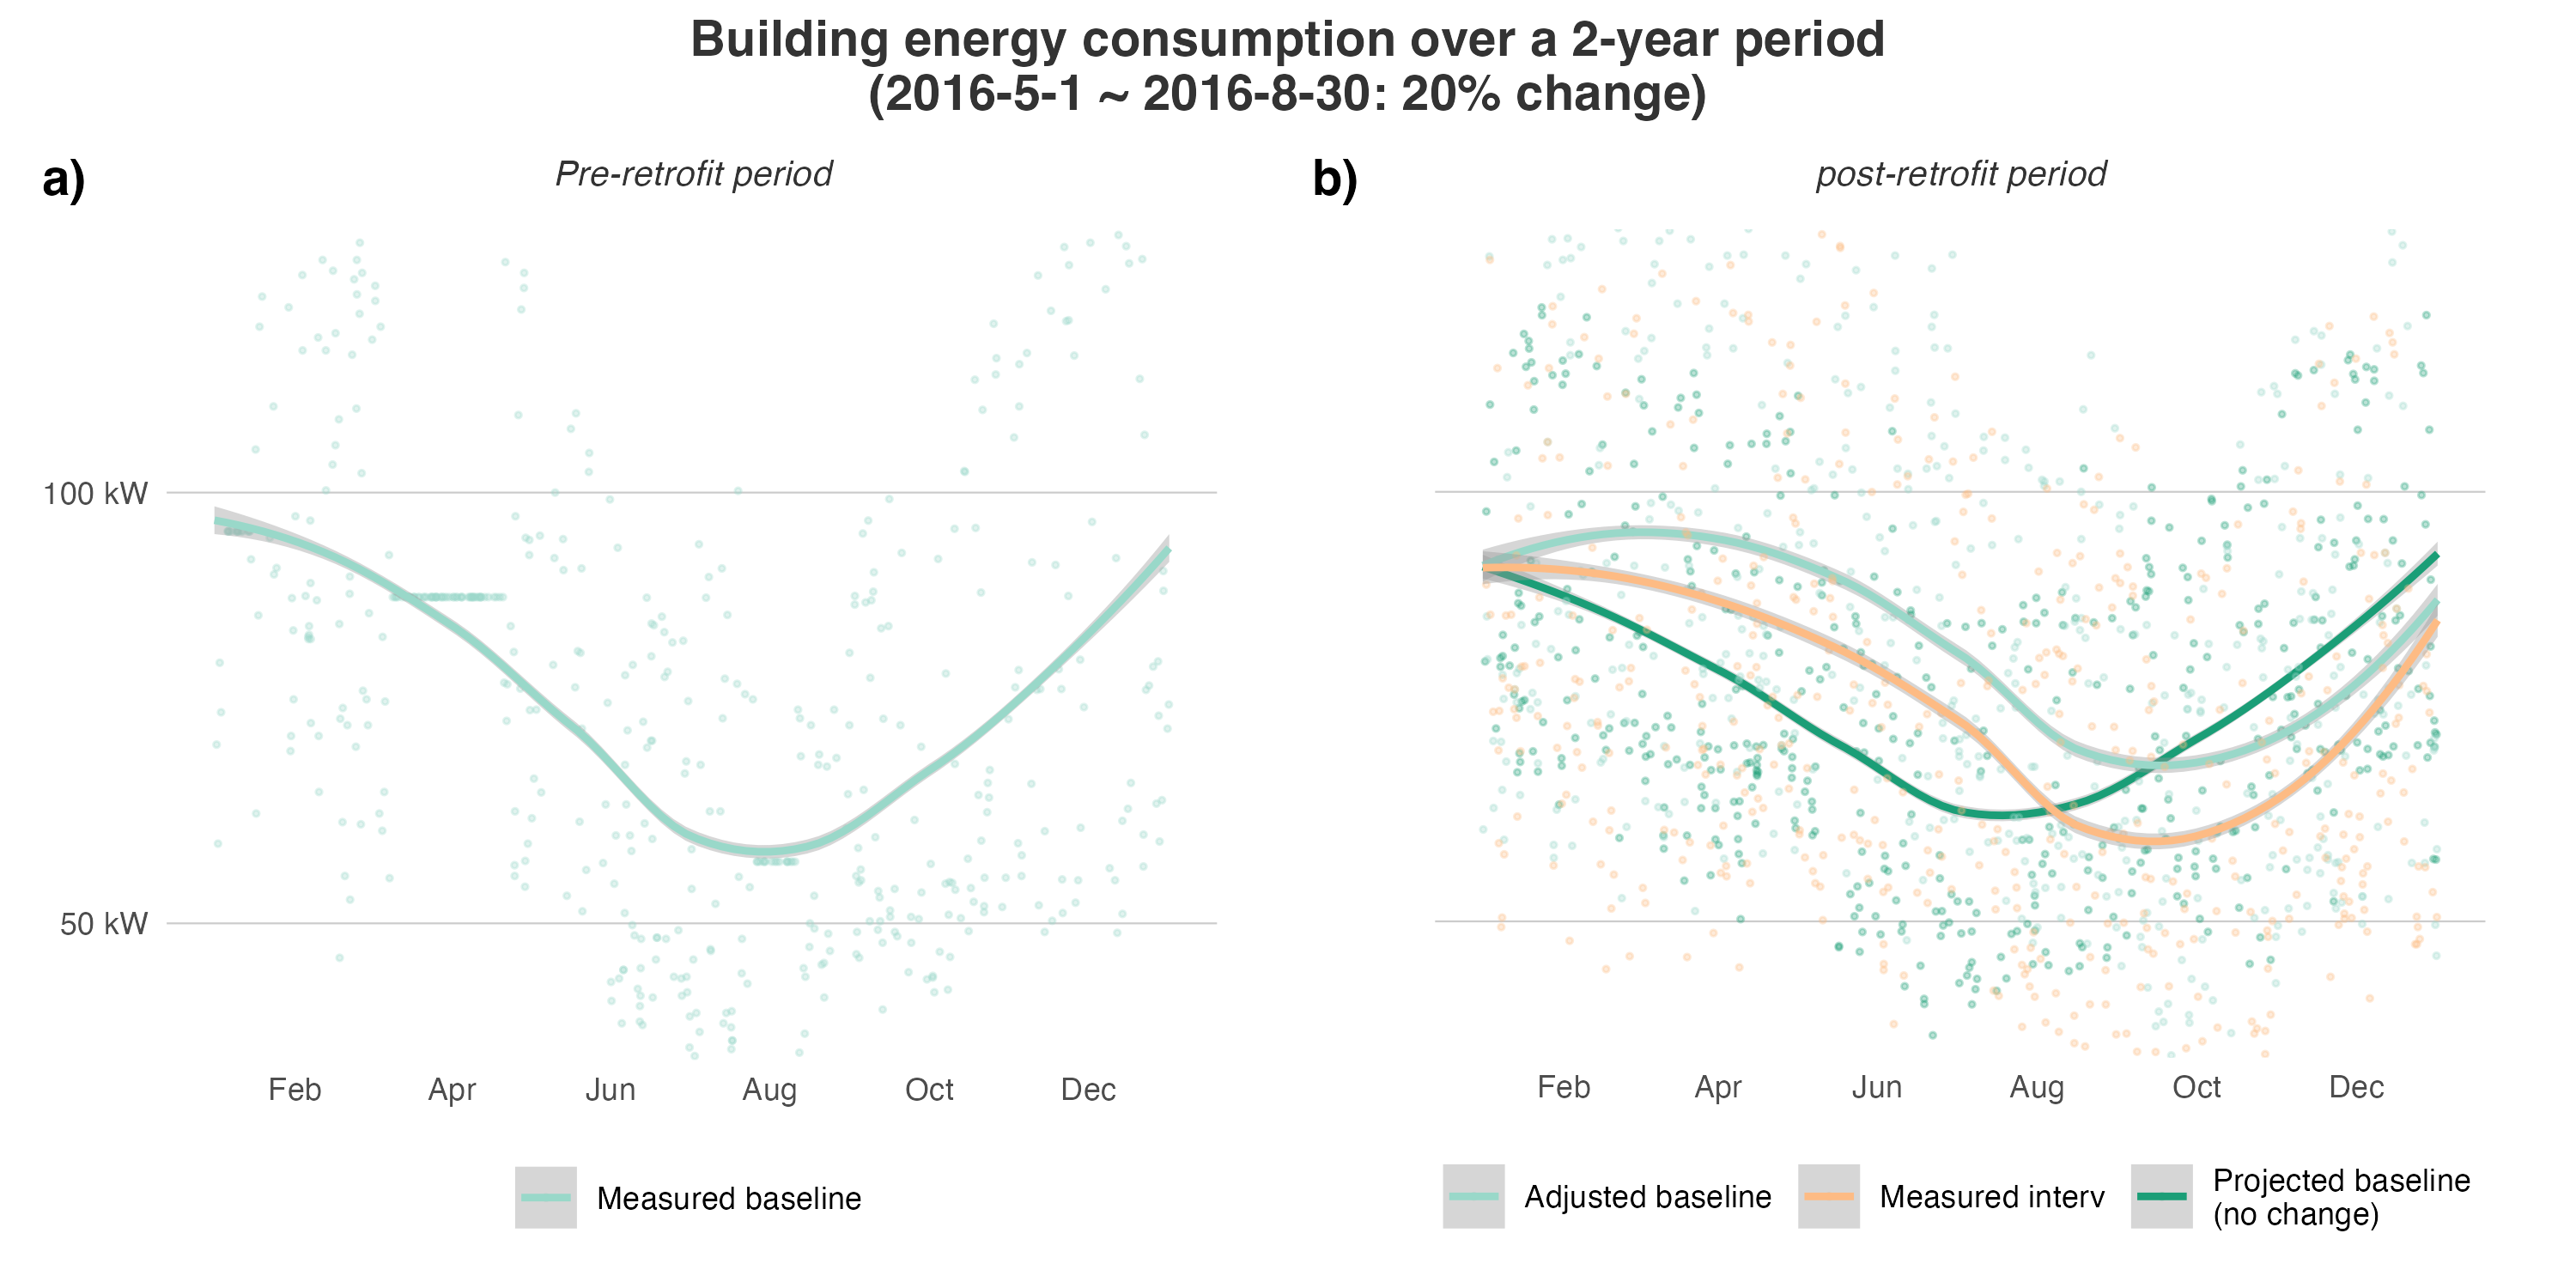 Building energy consumption over a 2-year period
(2016-5-1 ~ 2016-8-30: 20% change)
a)
Pre-retrofit period
100 kW
50 kW
Feb Apr Jun Aug Oct Dec
Measured baseline
b)
post-retrofit period
Feb Apr Jun Aug Oct Dec
Adjusted baseline
Measured interv
Projected baseline
(no change)